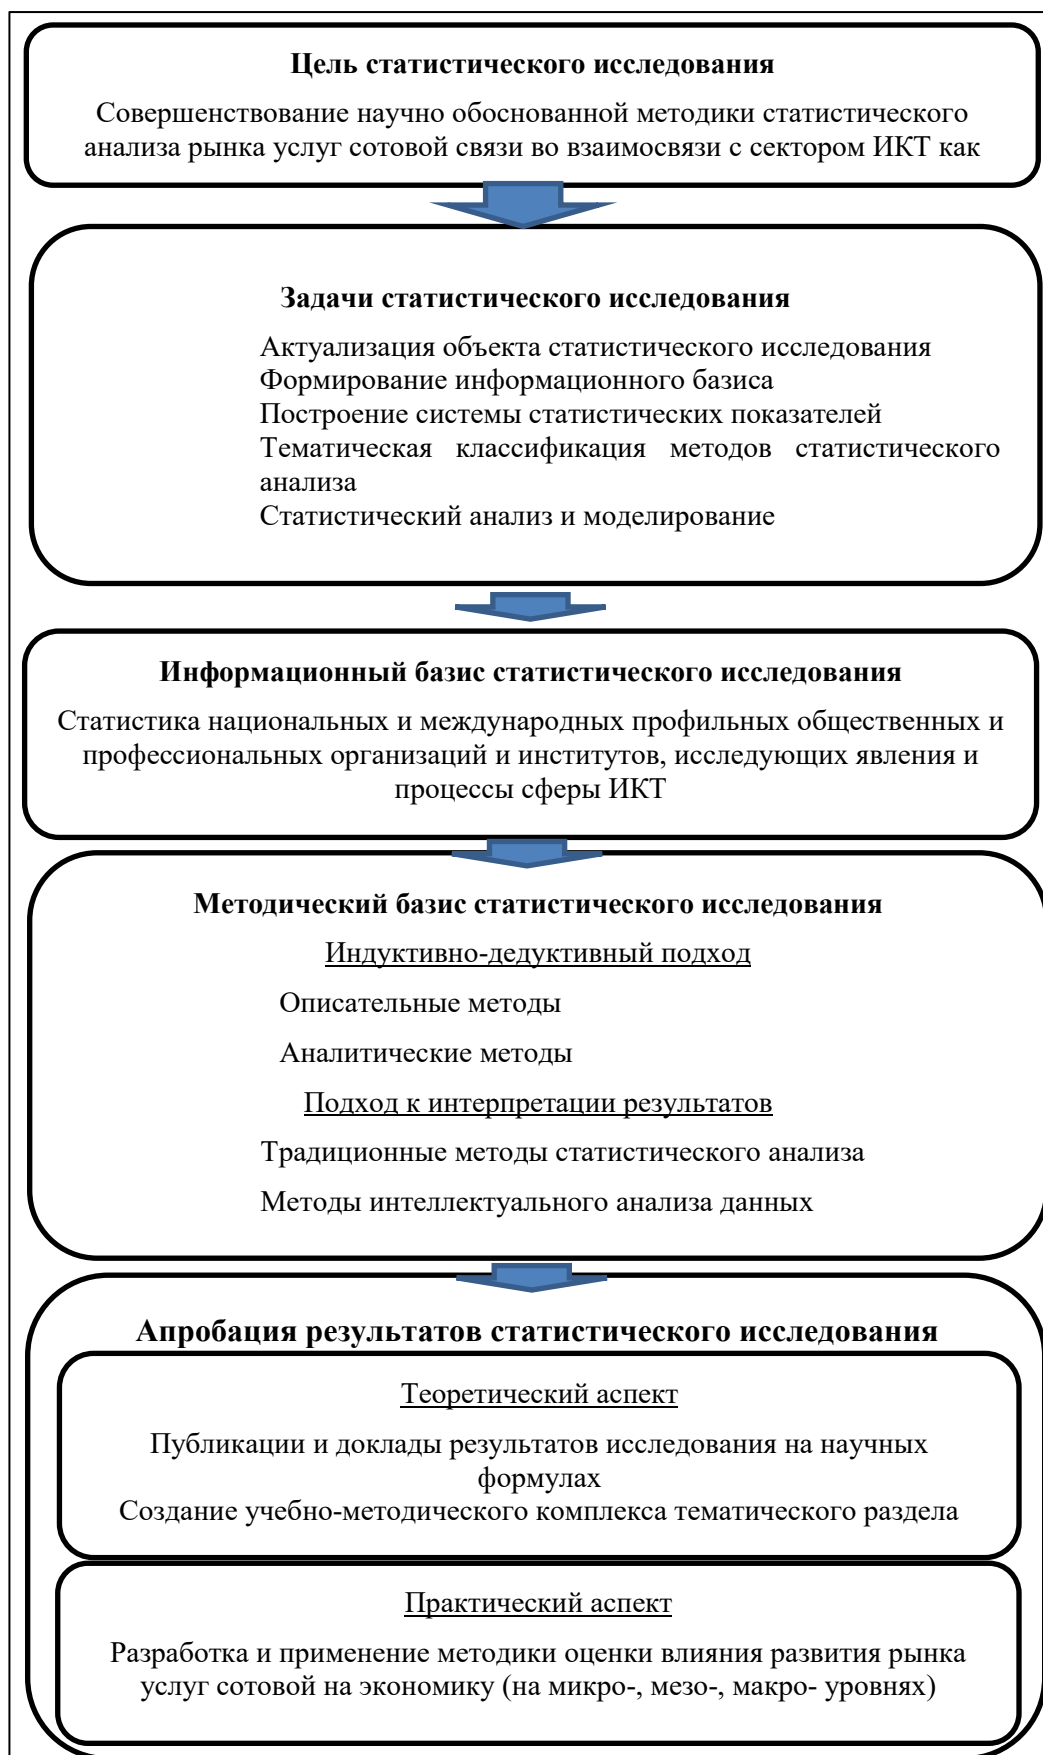 Цель статистического исследования
Совершенствование научно обоснованной методики статистического
анализа рынка услуг сотовой связи во взаимосвязи с сектором ИКТ как
Задачи статистического исследования
Актуализация объекта статистического исследования
Формирование информационного базиса
Построение системы статистических показателей
Тематическая классификация методов статистического
анализа
Статистический анализ и моделирование
Информационный базис статистического исследования
Статистика национальных и международных профильных общественных и
профессиональных организаций и институтов, исследующих явления и
процессы сферы ИКТ
Методический базис статистического исследования
Индуктивно-дедуктивный подход
Описательные методы
Аналитические методы
Подход к интерпретации результатов
Традиционные методы статистического анализа
Методы интеллектуального анализа данных
Апробация результатов статистического исследования
Теоретический аспект
Публикации и доклады результатов исследования на научных
формулах
Создание учебно-методического комплекса тематического раздела
Практический аспект
Разработка и применение методики оценки влияния развития рынка
услуг сотовой на экономику (на микро-, мезо-, макро- уровнях)